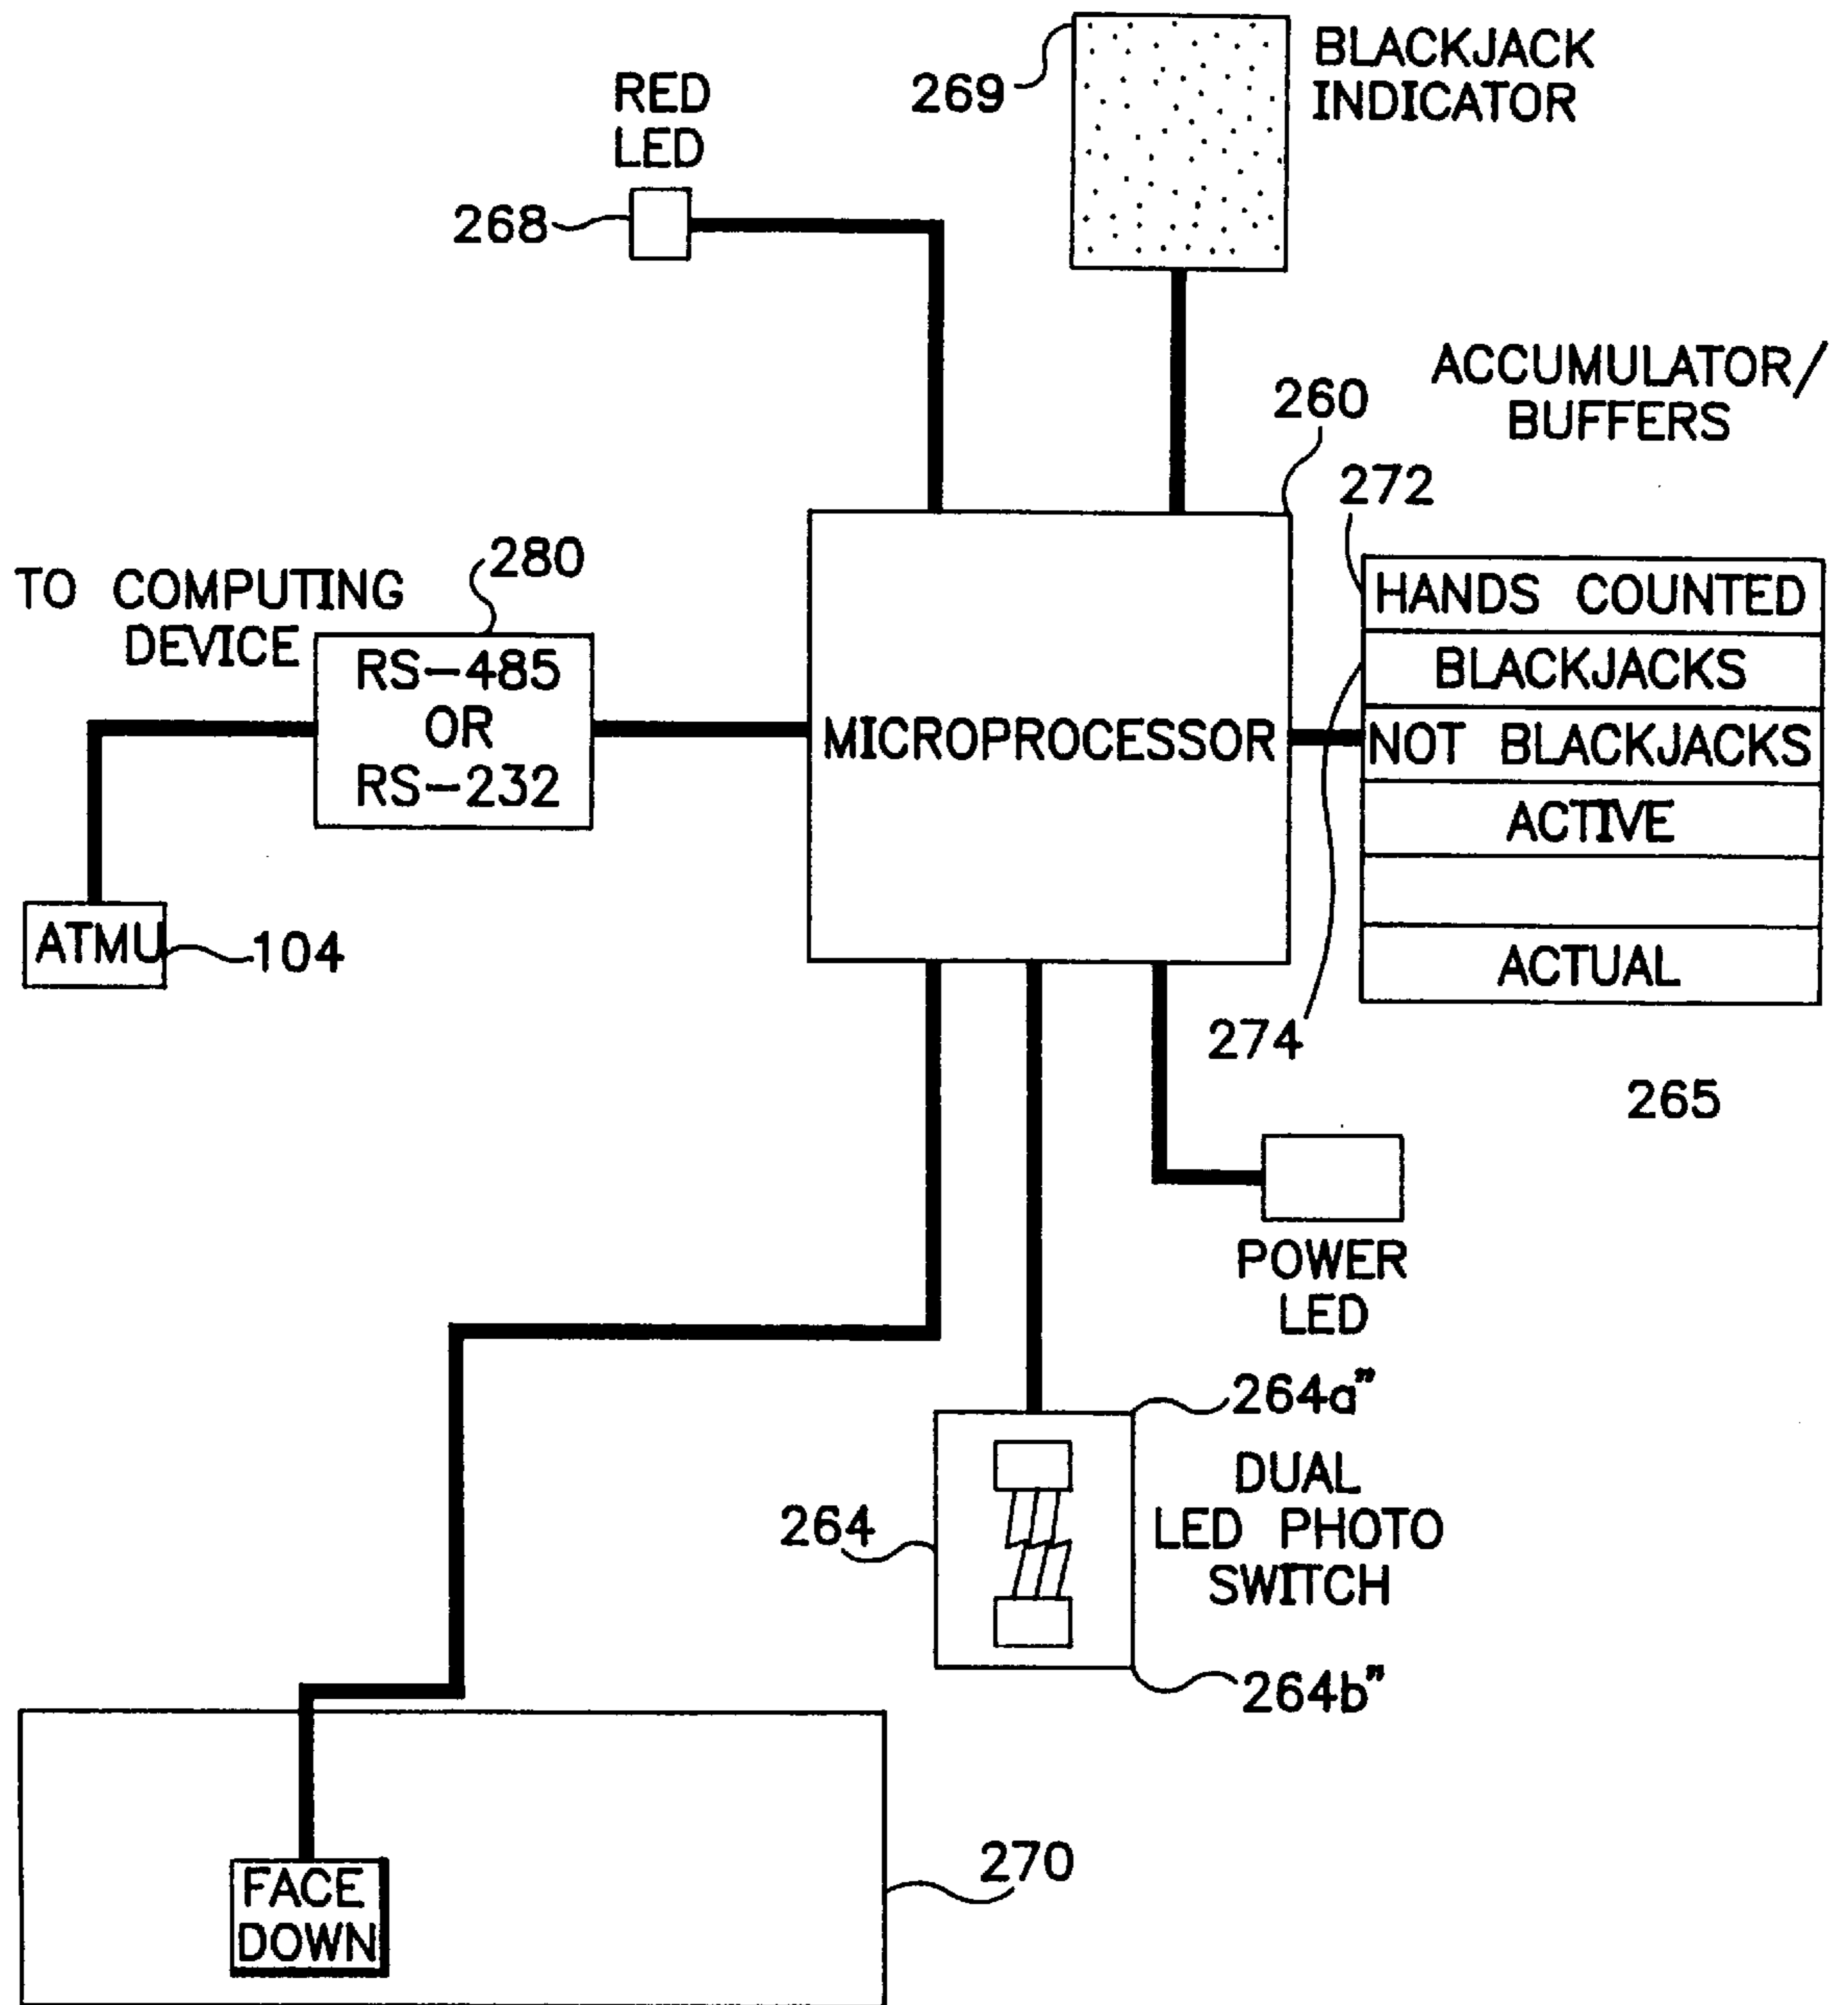 269
BLACKJACK
INDICATOR
RED
LED
268
ACCUMULATOR/
BUFFERS
260
272
280
TO COMPUTING
DEVICE
RS-485
OR
RS-232
MICROPROCESSOR
HANDS COUNTED
BLACKJACKS
NOT BLACKJACKS
ACTIVE
ACTUAL
ATMU
104
274
265
POWER
LED
264a"
264
DUAL
LED PHOTO
SWITCH
264b"
270
FACE
DOWN